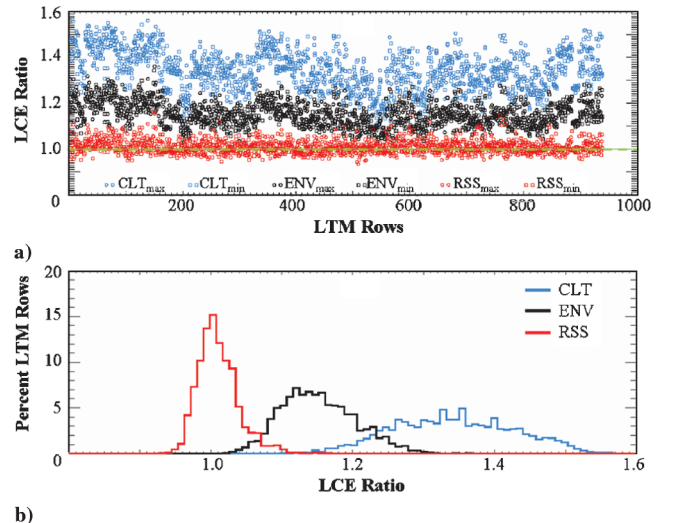 1.6
1.4
1.2
1.0
0.8
LCE Ratio
CLTmax CLTmin ENVmax ENVmin RSSmax RSSmin
200 400 600 800 1000
LTM Rows
a)
20
15
10
5
0
Percent LTM Rows
CLT
ENV
RSS
1.0 1.2 1.4 1.6
LCE Ratio
b)